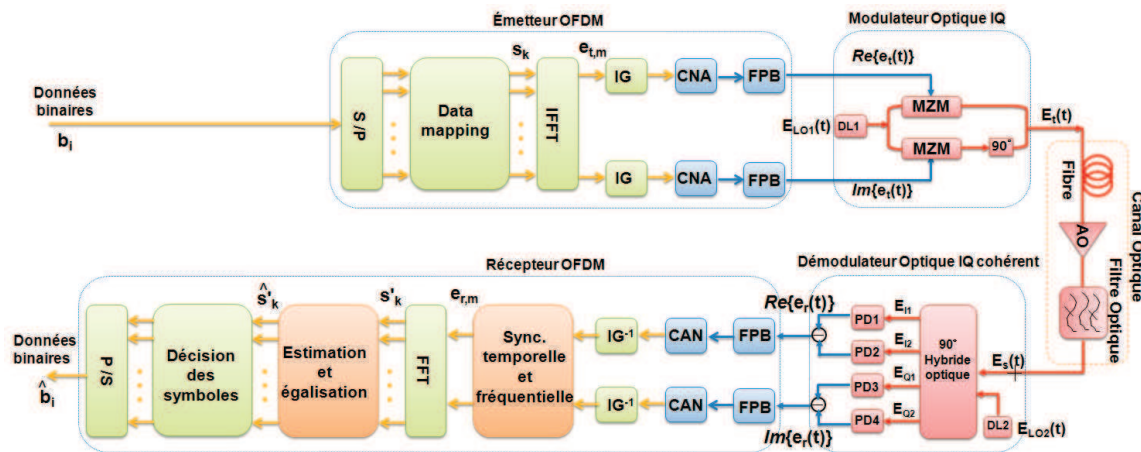 Émetteur OFDM
Modulateur Optique IQ
Données
binaires
b_i
S/P
Data
mapping
s_k
IFFT
e_t,m
IG
CNA
FPB
IG
CNA
FPB
Re{e_t(t)}
Im{e_t(t)}
E_LO1(t)
DL1
MZM
MZM
90°
E_t(t)
Fibre
AO
Filtre Optique
Canal Optique
Récepteur OFDM
Démodulateur Optique IQ cohérent
Données
binaires
b̂_i
P/S
Décision
des
symboles
ŝ'_k
Estimation
et
égalisation
s'_k
FFT
e_r,m
Sync.
temporelle
et
fréquentielle
IG⁻¹
CAN
FPB
IG⁻¹
CAN
FPB
Re{e_r(t)}
Im{e_r(t)}
PD1
PD2
PD3
PD4
E_I1
E_I2
E_Q1
E_Q2
90°
Hybride
optique
E_s(t)
DL2
E_LO2(t)